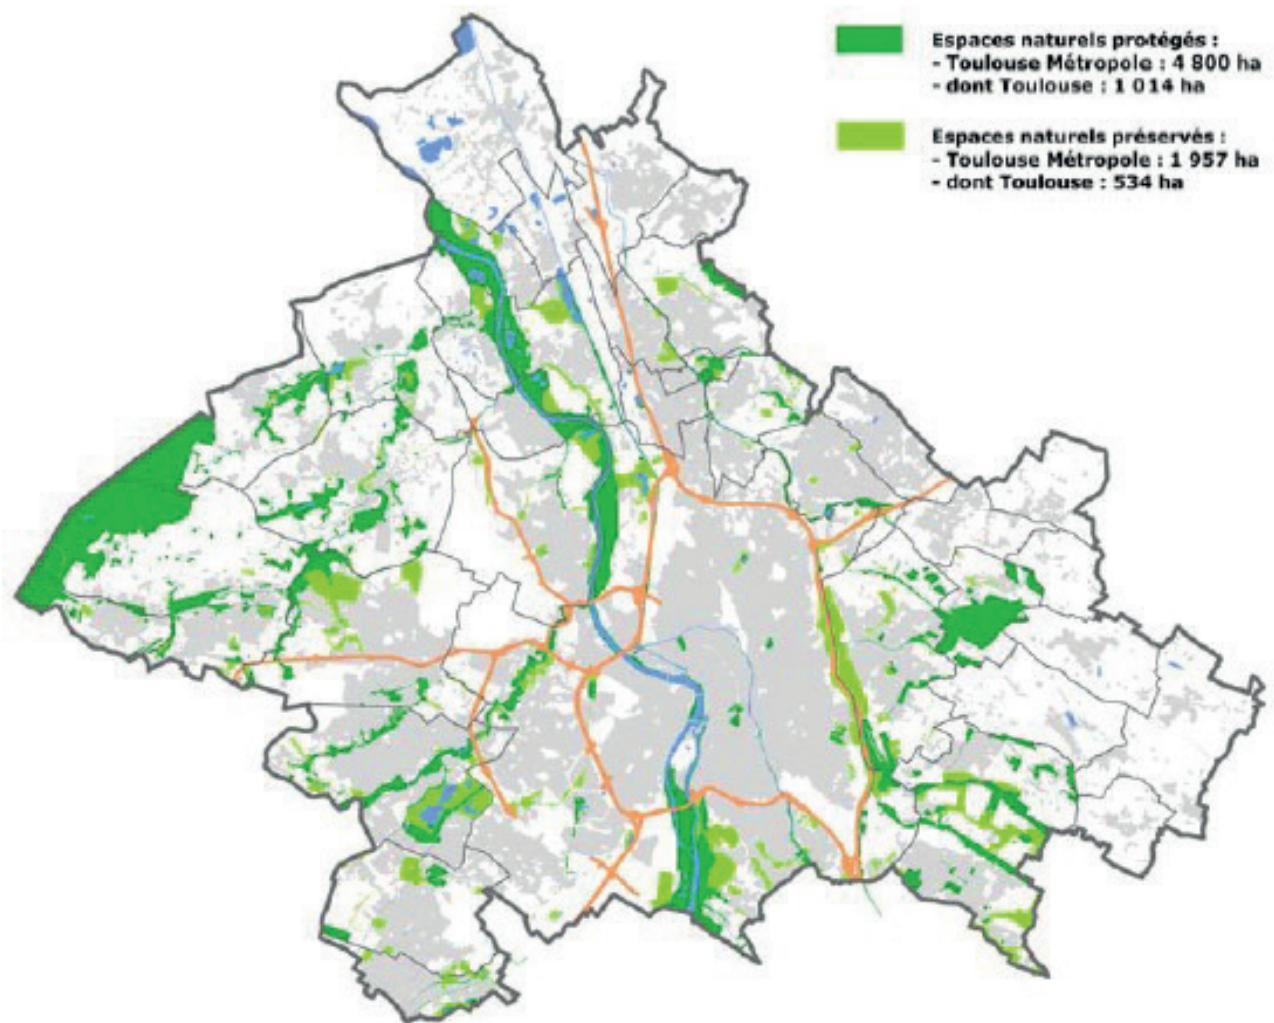 Espaces naturels protégés :
- Toulouse Métropole : 4 800 ha
- dont Toulouse : 1 014 ha
Espaces naturels préservés :
- Toulouse Métropole : 1 957 ha
- dont Toulouse : 534 ha